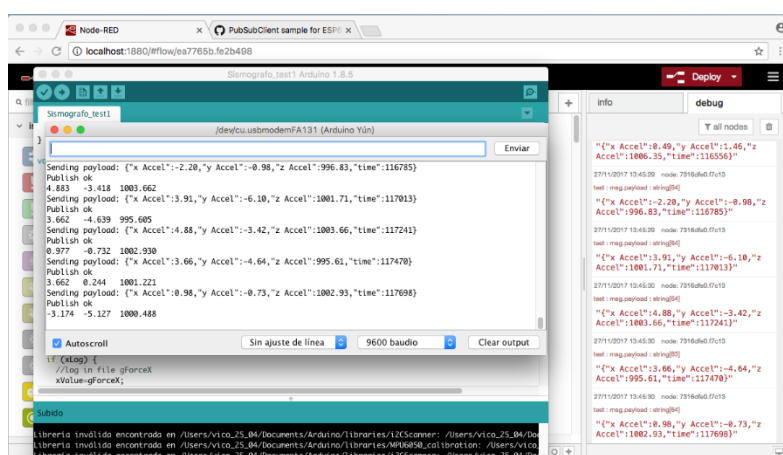 Node-RED
PubSubClient sample for ESP8
localhost:1880/#flow/ea7765b.fe2b498
Sismografo_test1 Arduino 1.8.5
Deploy
Sismografo_test1
info
debug
/dev/cu.usbmodemFA131 (Arduino Yún)
all nodes
Enviar
Sending payload: {"x Accel":-2.20,"y Accel":-0.98,"z Accel":996.83,"time":116785}
Publish ok
4.883 -3.418 1003.662
Sending payload: {"x Accel":3.91,"y Accel":-6.10,"z Accel":1001.71,"time":117013}
Publish ok
3.662 -4.639 995.605
Sending payload: {"x Accel":4.88,"y Accel":-3.42,"z Accel":1003.66,"time":117241}
Publish ok
0.977 -0.732 1002.930
Sending payload: {"x Accel":3.66,"y Accel":-4.64,"z Accel":995.61,"time":117470}
Publish ok
3.662 0.244 1001.221
Sending payload: {"x Accel":0.98,"y Accel":-0.73,"z Accel":1002.93,"time":117698}
Publish ok
-3.174 -5.127 1000.488
Autoscroll
Sin ajuste de línea
9600 baudio
Clear output
if (xLog) {
//log in file gForceX
xValue=gForceX;
Subido
Librería inválida encontrada en /Users/vico_25_04/Documents/Arduino/libraries/i2CScanner: /Users/vico_25_04/Do
Librería inválida encontrada en /Users/vico_25_04/Documents/Arduino/libraries/MPU6050_calibration: /Users/vico
"{"x Accel":0.49,"y Accel":1.46,"z
Accel":1006.35,"time":116556}"
27/11/2017 13:45:29 node: 7316dfe0.f7c13
test : msg.payload : string[64]
"{"x Accel":-2.20,"y Accel":-0.98,"z
Accel":996.83,"time":116785}"
27/11/2017 13:45:29 node: 7316dfe0.f7c13
test : msg.payload : string[64]
"{"x Accel":3.91,"y Accel":-6.10,"z
Accel":1001.71,"time":117013}"
27/11/2017 13:45:30 node: 7316dfe0.f7c13
test : msg.payload : string[64]
"{"x Accel":4.88,"y Accel":-3.42,"z
Accel":1003.66,"time":117241}"
27/11/2017 13:45:30 node: 7316dfe0.f7c13
test : msg.payload : string[63]
"{"x Accel":3.66,"y Accel":-4.64,"z
Accel":995.61,"time":117470}"
27/11/2017 13:45:30 node: 7316dfe0.f7c13
test : msg.payload : string[64]
"{"x Accel":0.98,"y Accel":-0.73,"z
Accel":1002.93,"time":117698}"